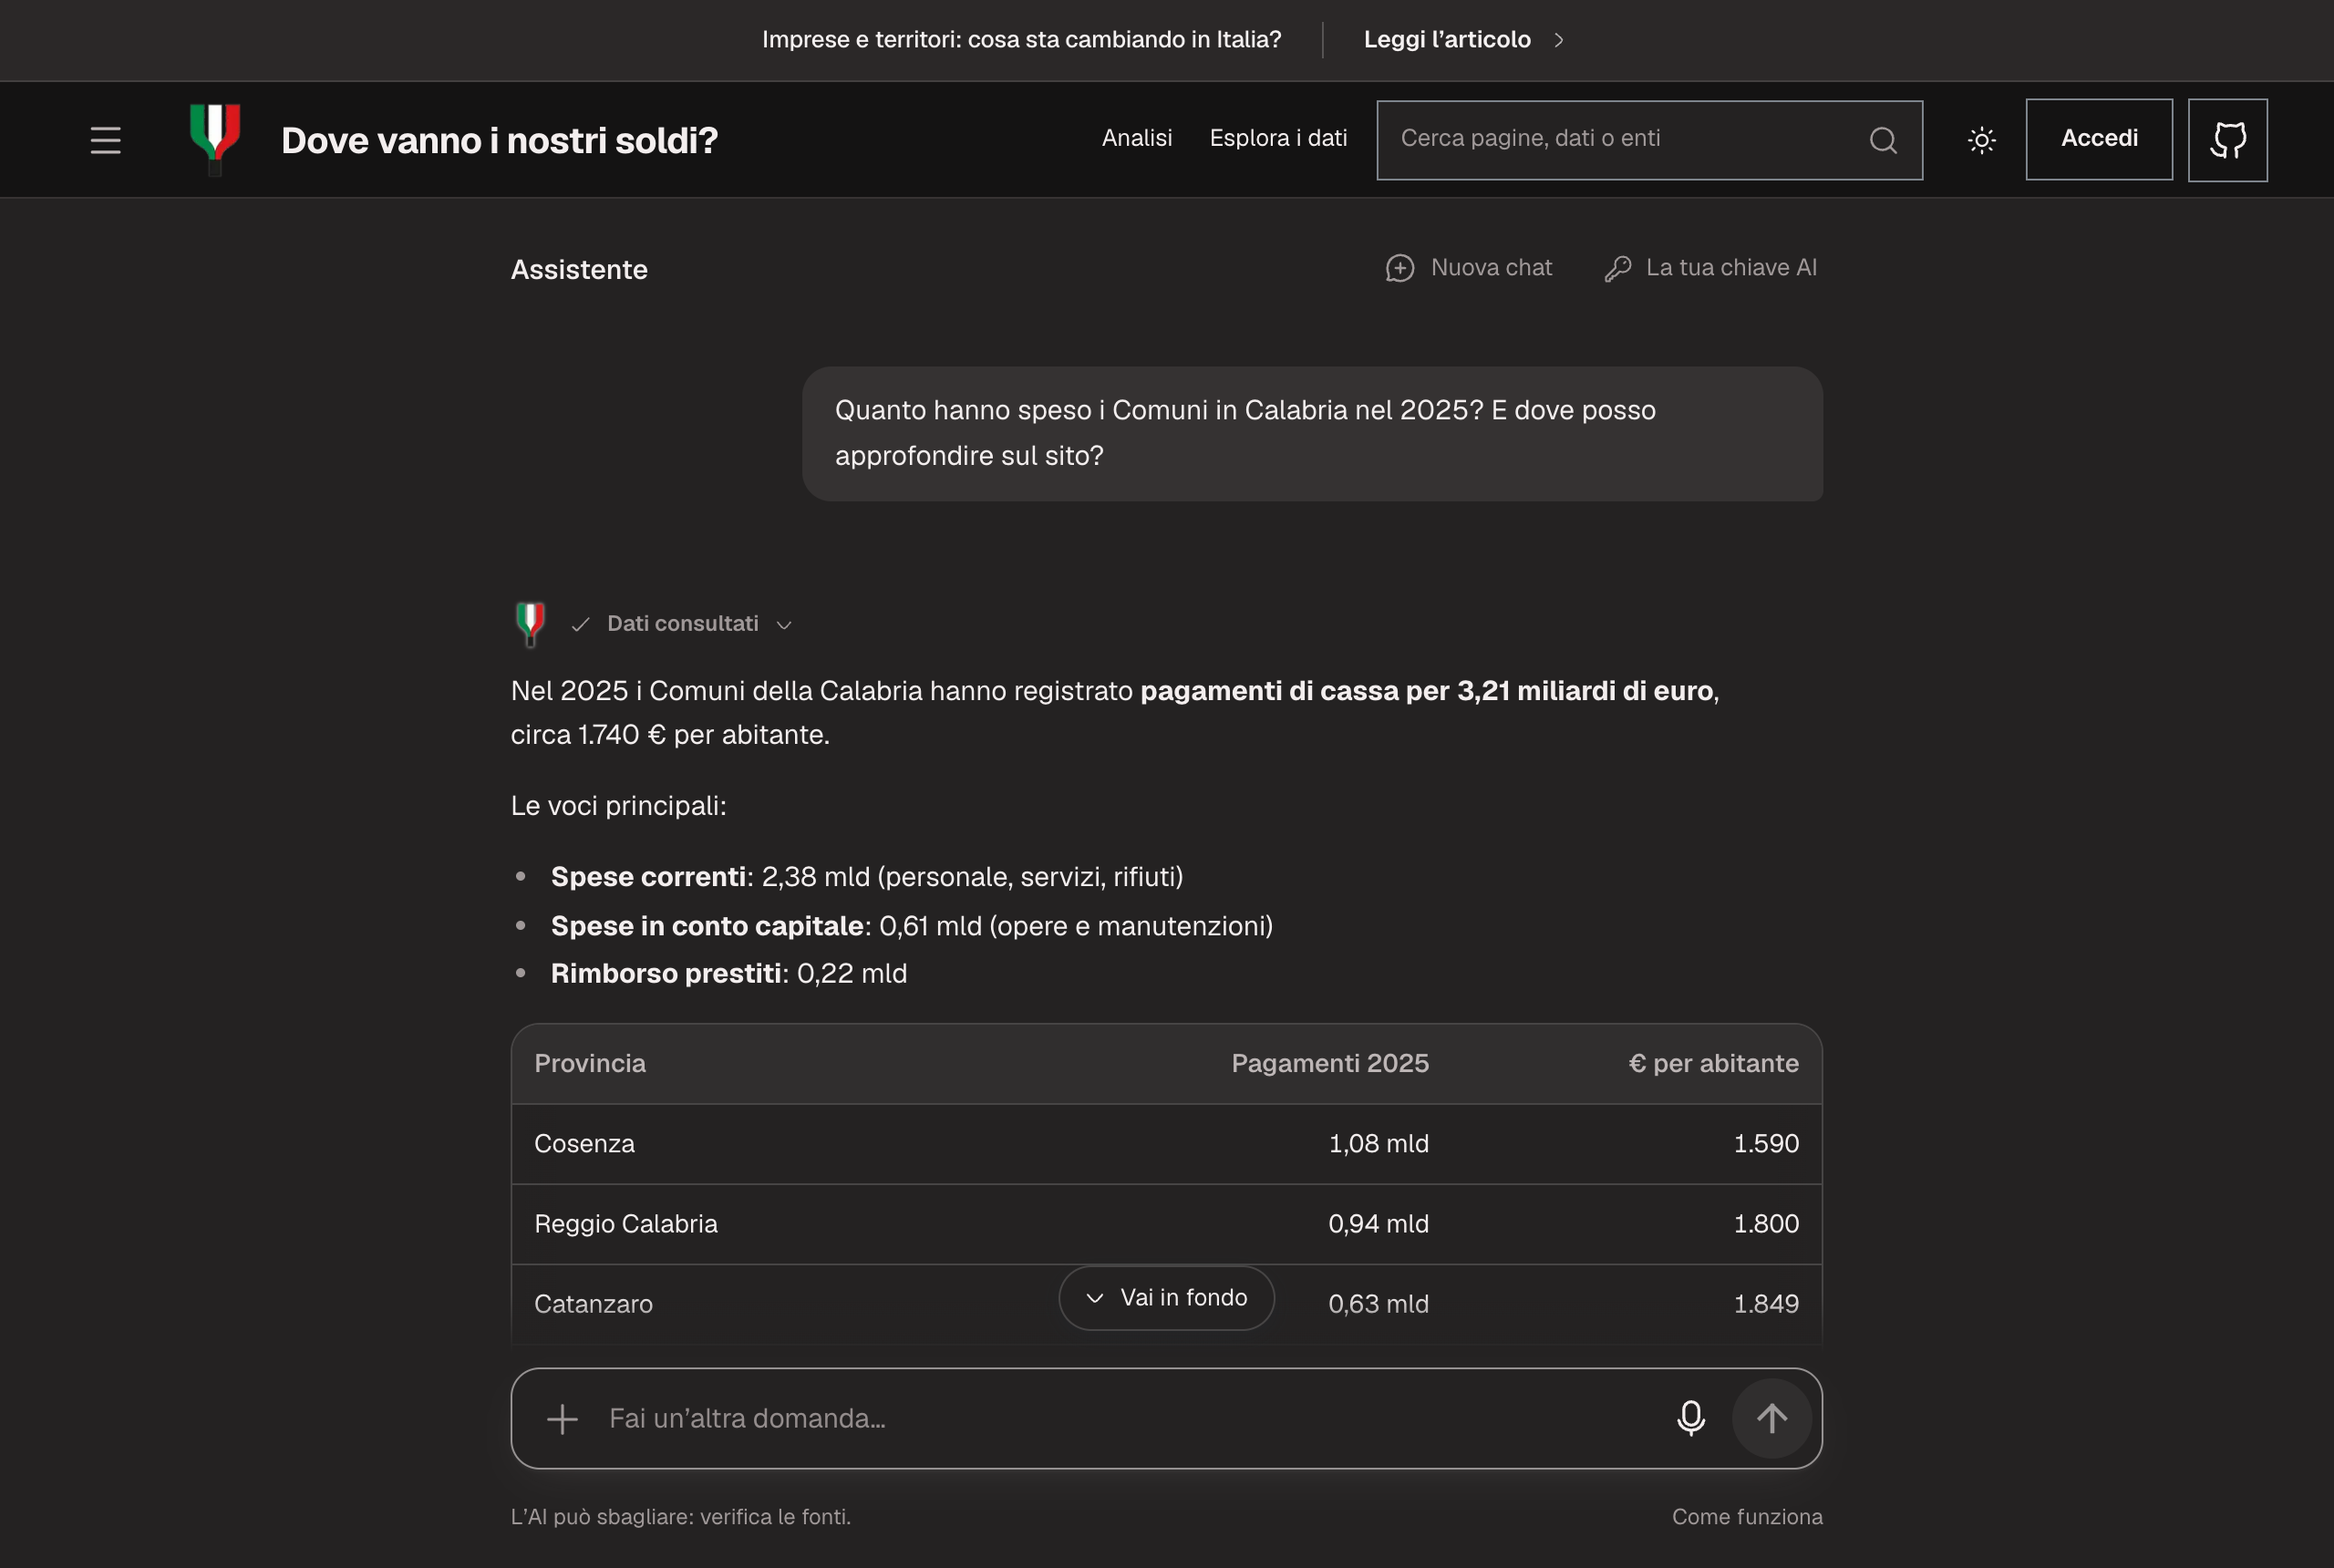 Imprese e territori: cosa sta cambiando in Italia? Leggi l’articolo
Dove vanno i nostri soldi?
Analisi Esplora i dati Cerca pagine, dati o enti Accedi
Assistente Nuova chat La tua chiave AI
Quanto hanno speso i Comuni in Calabria nel 2025? E dove posso
approfondire sul sito?
Dati consultati
Nel 2025 i Comuni della Calabria hanno registrato pagamenti di cassa per 3,21 miliardi di euro,
circa 1.740 € per abitante.
Le voci principali:
• Spese correnti: 2,38 mld (personale, servizi, rifiuti)
• Spese in conto capitale: 0,61 mld (opere e manutenzioni)
• Rimborso prestiti: 0,22 mld
Provincia Pagamenti 2025 € per abitante
Cosenza 1,08 mld 1.590
Reggio Calabria 0,94 mld 1.800
Catanzaro 0,63 mld 1.849
Vai in fondo
Fai un’altra domanda...
L’AI può sbagliare: verifica le fonti. Come funziona